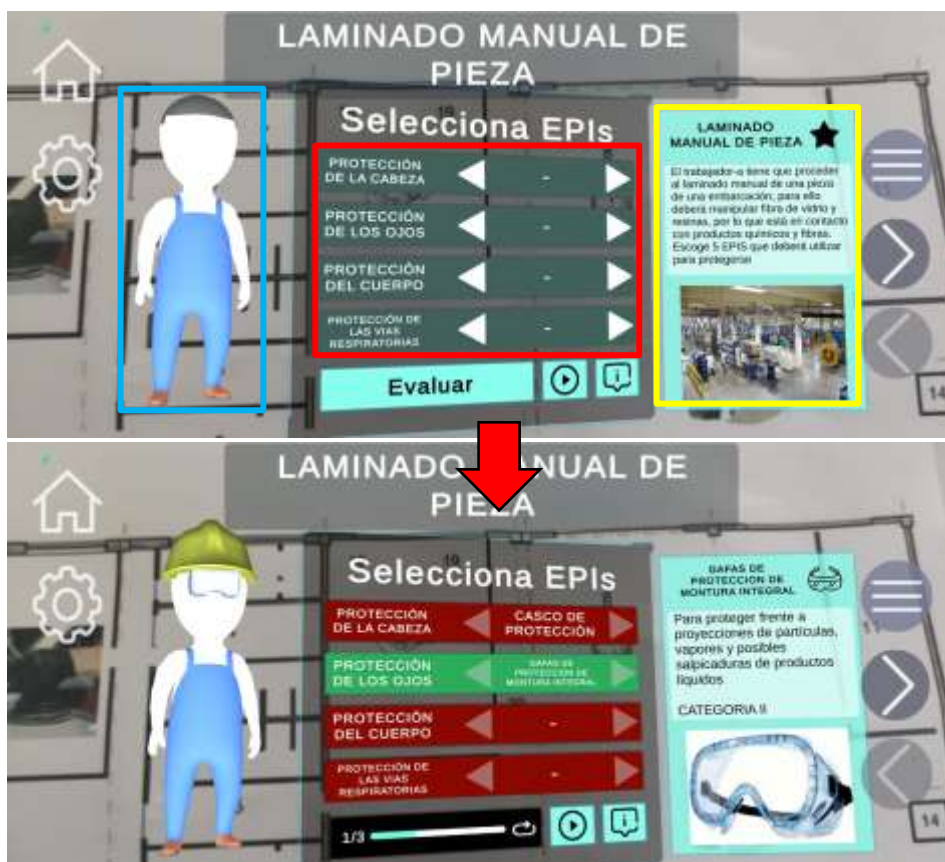 LAMINADO MANUAL DE
PIEZA
Selecciona EPIs
PROTECCIÓN
DE LA CABEZA
-
PROTECCIÓN
DE LOS OJOS
-
PROTECCIÓN
DEL CUERPO
-
PROTECCIÓN DE
LAS VIAS
RESPIRATORIAS
-
Evaluar
LAMINADO
MANUAL DE PIEZA
El trabajador-a tiene que proceder
al laminado manual de una pieza
de una embarcación, para ello
deberá manipular fibra de vidrio y
resinas, por lo que está en contacto
con productos químicos y fibras.
Escoge 5 EPIS que deberá utilizar
para protegerse
14
LAMINADO MANUAL DE
PIEZA
Selecciona EPIs
PROTECCIÓN
DE LA CABEZA
CASCO DE
PROTECCIÓN
PROTECCIÓN
DE LOS OJOS
GAFAS DE
PROTECCION DE
MONTURA INTEGRAL
PROTECCIÓN
DEL CUERPO
-
PROTECCIÓN DE
LAS VIAS
RESPIRATORIAS
-
1/3
GAFAS DE
PROTECCION DE
MONTURA INTEGRAL
Para proteger frente a
proyecciones de partículas,
vapores y posibles
salpicaduras de productos
líquidos
CATEGORIA II
14